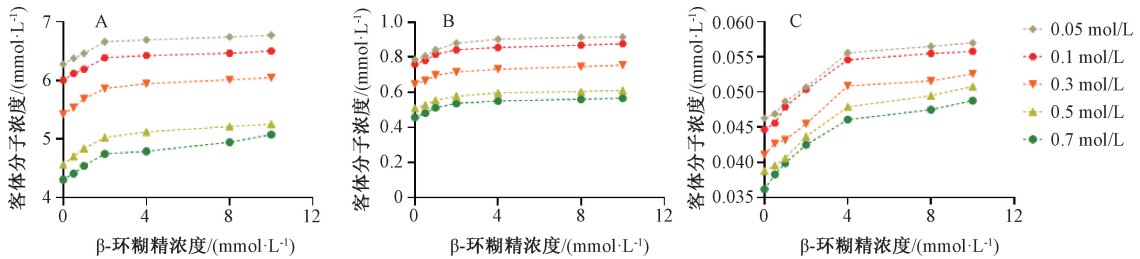 A
客体分子浓度/(mmol·L⁻¹)
7
6
5
4
0
4
8
12
β-环糊精浓度/(mmol·L⁻¹)
B
客体分子浓度/(mmol·L⁻¹)
1.0
0.8
0.6
0.4
0.2
0
0
4
8
12
β-环糊精浓度/(mmol·L⁻¹)
C
客体分子浓度/(mmol·L⁻¹)
0.060
0.055
0.050
0.045
0.040
0.035
0
4
8
12
β-环糊精浓度/(mmol·L⁻¹)
0.05 mol/L
0.1 mol/L
0.3 mol/L
0.5 mol/L
0.7 mol/L